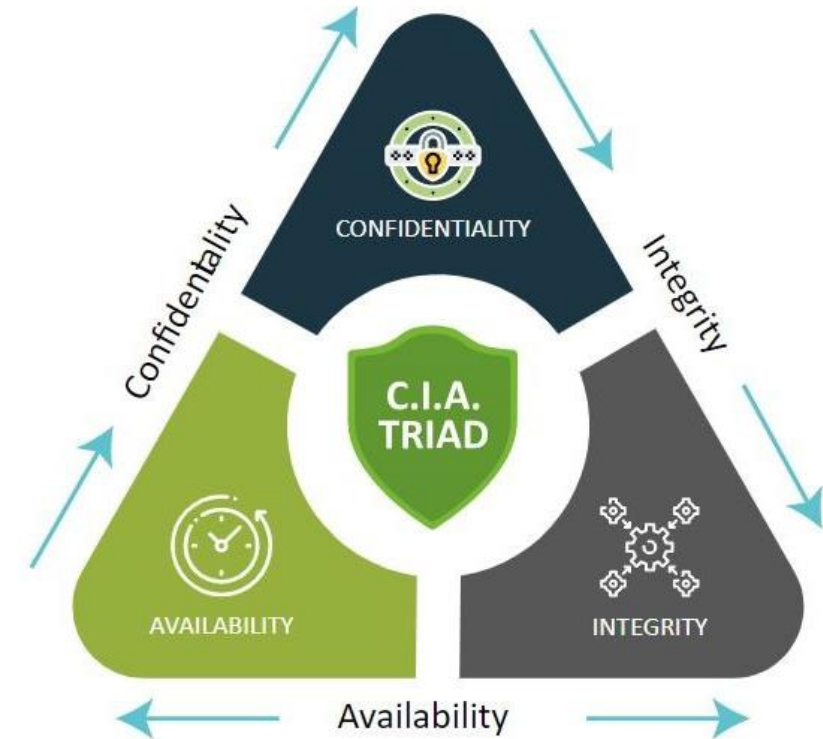 CONFIDENTIALITY
Confidentality
Integrity
C.I.A.
TRIAD
AVAILABILITY
INTEGRITY
Availability